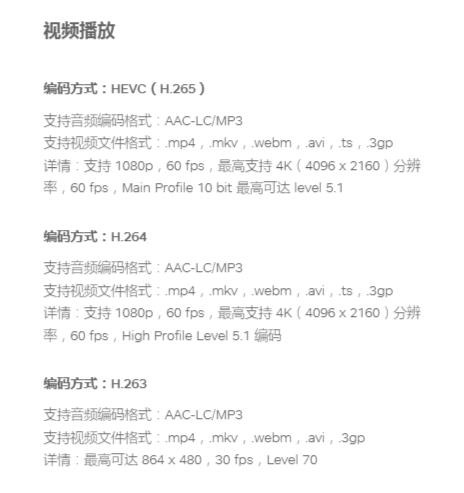 视频播放
编码方式：HEVC（H.265）
支持音频编码格式：AAC-LC/MP3
支持视频文件格式：.mp4，.mkv，.webm，.avi，.ts，.3gp
详情：支持 1080p，60 fps，最高支持 4K（4096 x 2160）分辨
率，60 fps，Main Profile 10 bit 最高可达 level 5.1
编码方式：H.264
支持音频编码格式：AAC-LC/MP3
支持视频文件格式：.mp4，.mkv，.webm，.avi，.ts，.3gp
详情：支持 1080p，60 fps，最高支持 4K（4096 x 2160）分辨
率，60 fps，High Profile Level 5.1 编码
编码方式：H.263
支持音频编码格式：AAC-LC/MP3
支持视频文件格式：.mp4，.mkv，.webm，.avi，.3gp
详情：最高可达 864 x 480，30 fps，Level 70